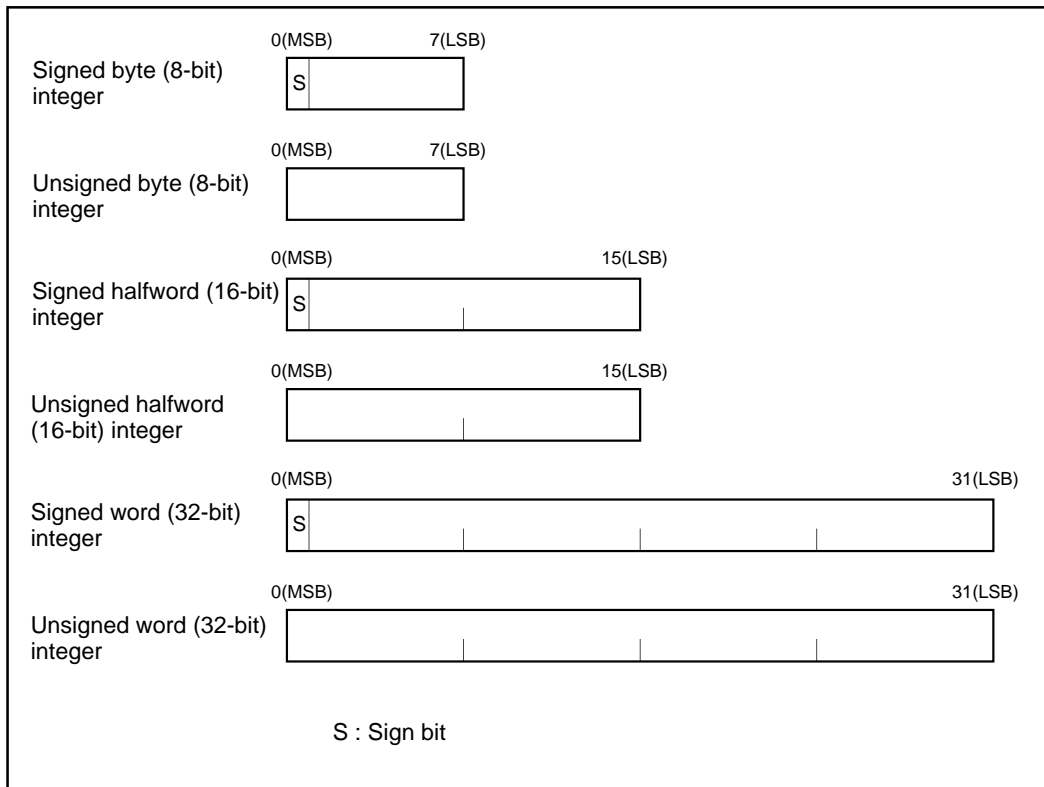 0(MSB) 7(LSB)
Signed byte (8-bit)
integer
S
0(MSB) 7(LSB)
Unsigned byte (8-bit)
integer
0(MSB) 15(LSB)
Signed halfword (16-bit)
integer
S
0(MSB) 15(LSB)
Unsigned halfword
(16-bit) integer
0(MSB) 31(LSB)
Signed word (32-bit)
integer
S
0(MSB) 31(LSB)
Unsigned word (32-bit)
integer
S : Sign bit